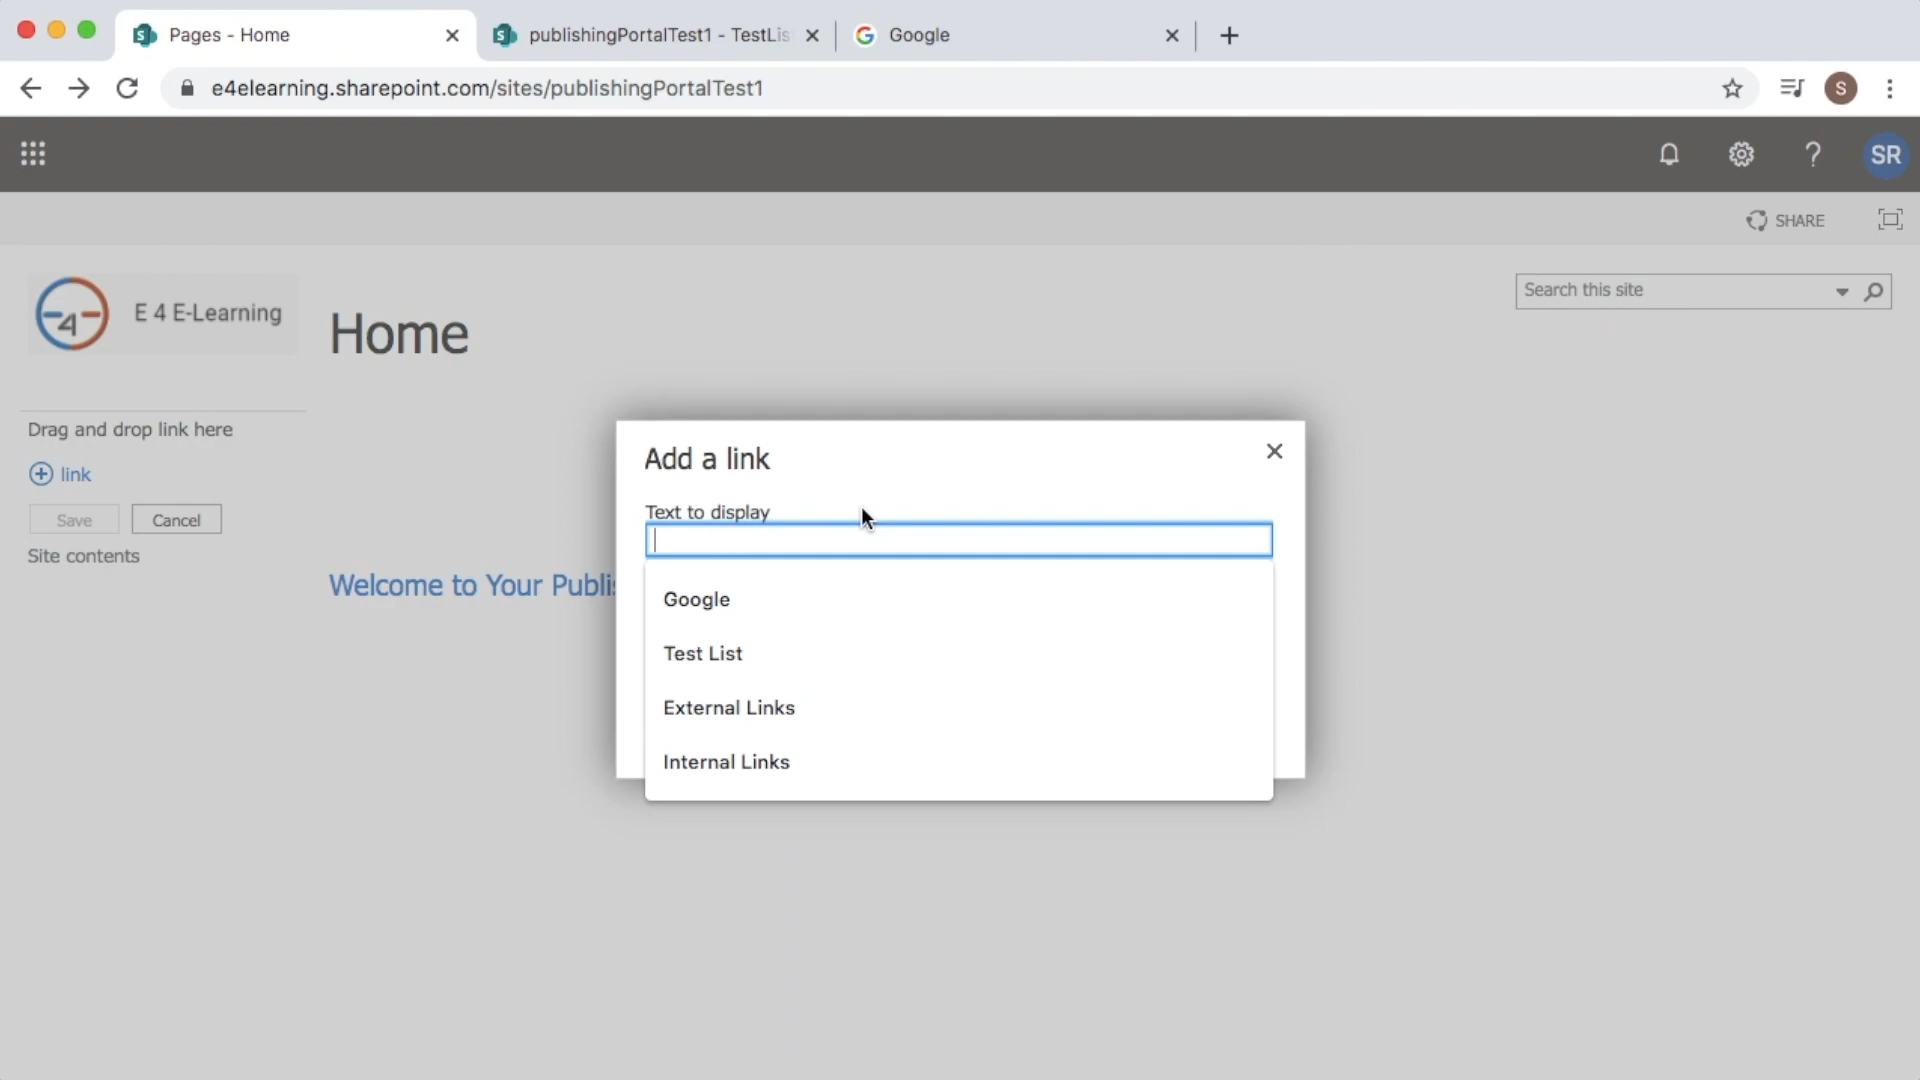 Pages - Home
publishingPortalTest1 - TestLis
Google
e4elearning.sharepoint.com/sites/publishingPortalTest1
S
SR
SHARE
4 E 4 E-Learning
Home
Search this site
Drag and drop link here
link
Save Cancel
Site contents
Welcome to Your Publis
Add a link
Text to display
Google
Test List
External Links
Internal Links